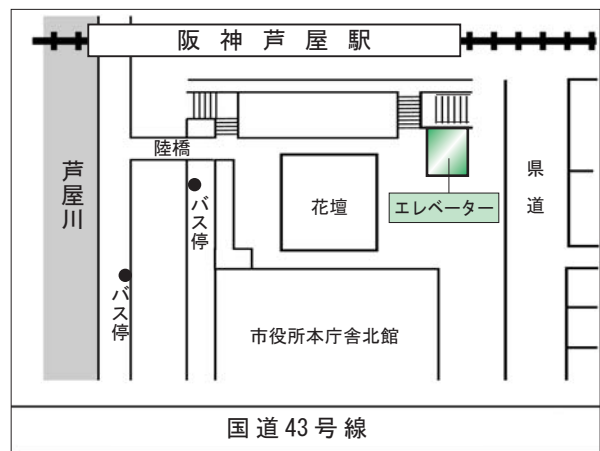 阪神芦屋駅
陸橋
芦屋川
バス停
花壇
エレベーター
県道
バス停
市役所本庁舎北館
国道43号線